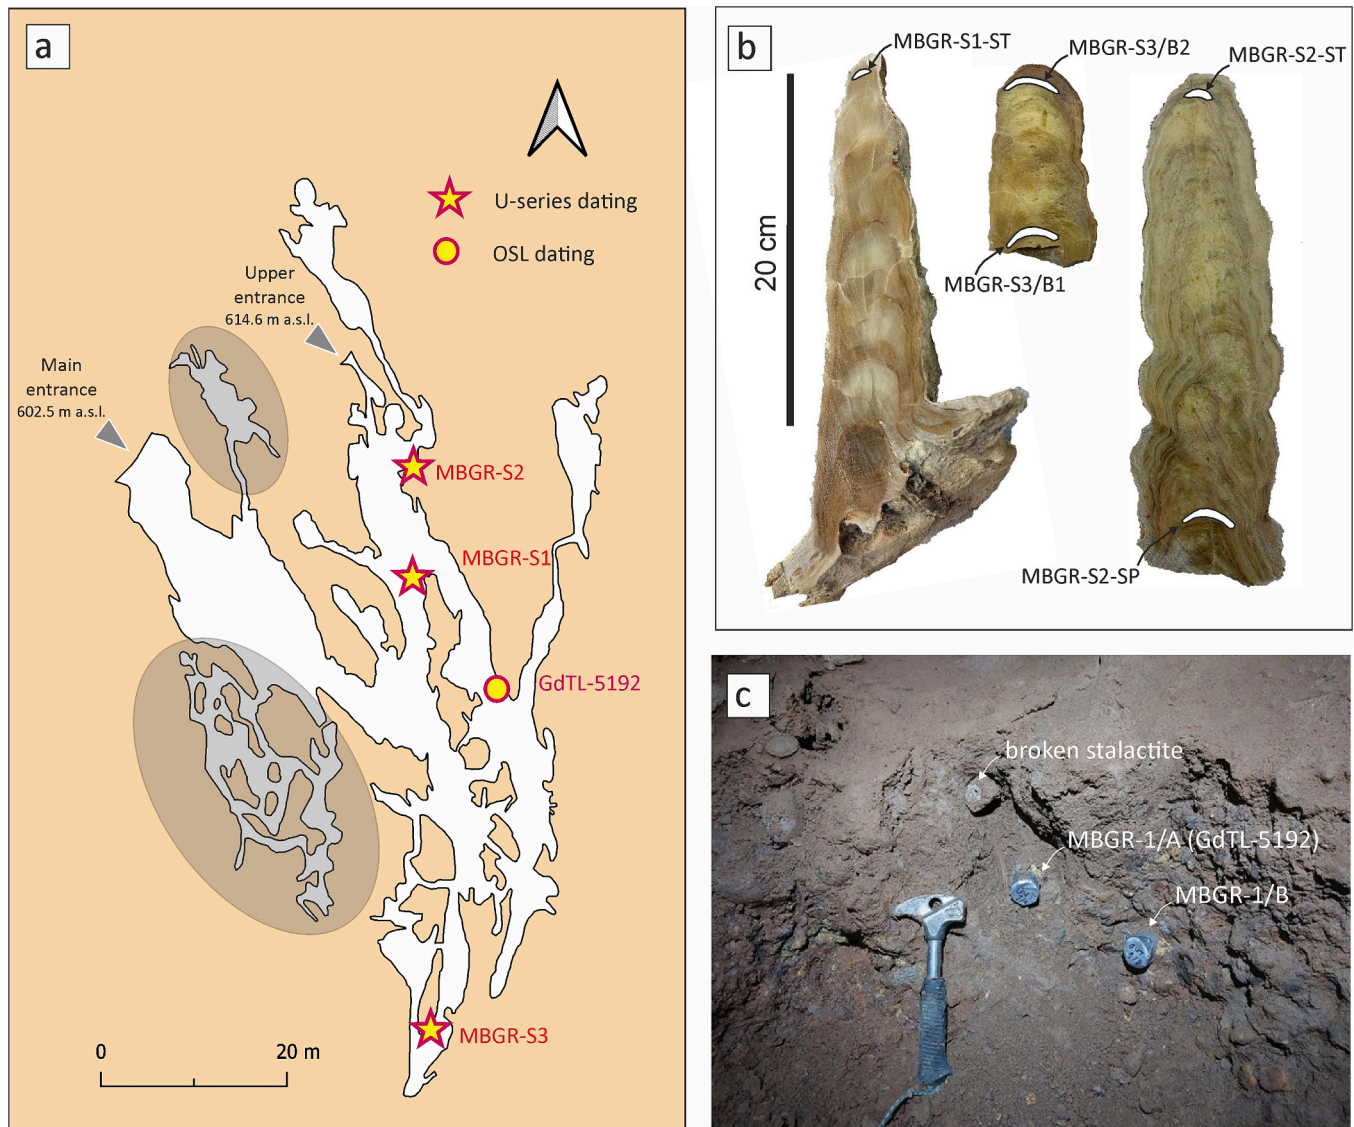 a
U-series dating
OSL dating
Upper
entrance
614.6 m a.s.l.
Main
entrance
602.5 m a.s.l.
MBGR-S2
MBGR-S1
GdTL-5192
MBGR-S3
0 20 m
b
MBGR-S1-ST
MBGR-S3/B2
MBGR-S2-ST
20 cm
MBGR-S3/B1
MBGR-S2-SP
c
broken stalactite
MBGR-1/A (GdTL-5192)
MBGR-1/B